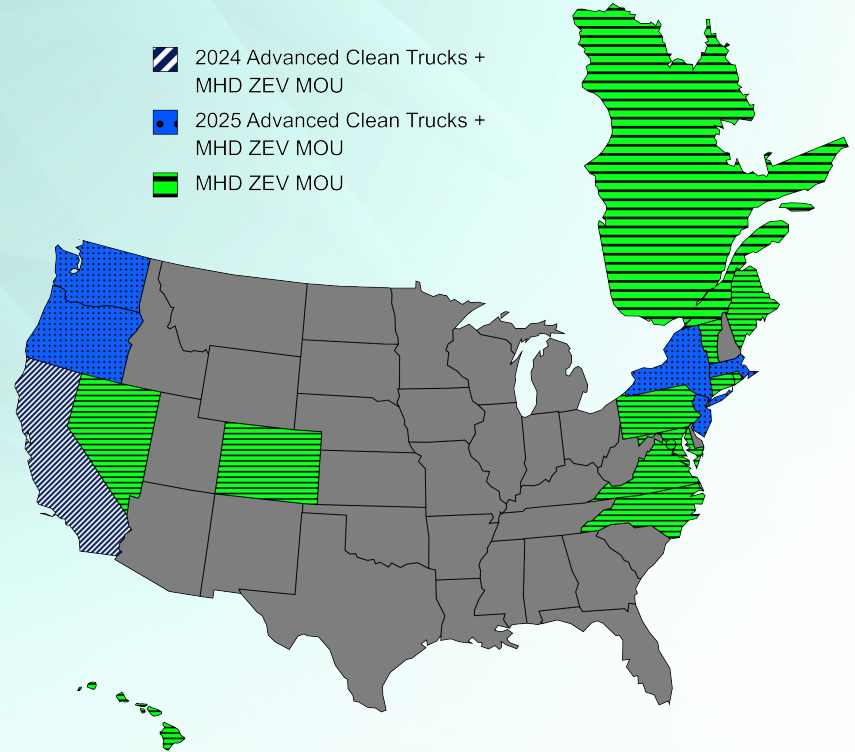 2024 Advanced Clean Trucks +
MHD ZEV MOU
2025 Advanced Clean Trucks +
MHD ZEV MOU
MHD ZEV MOU